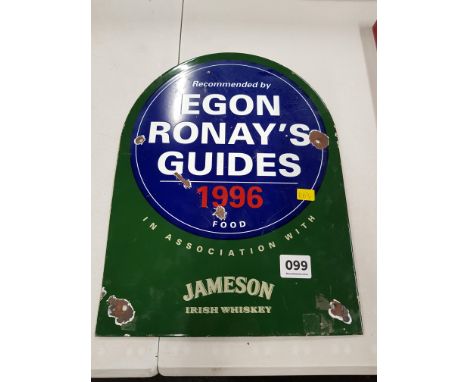 Recommended by
EGON
RONAY'S
GUIDES
1996
FOOD
IN ASSOCIATION WITH
099
JAMESON
IRISH WHISKEY